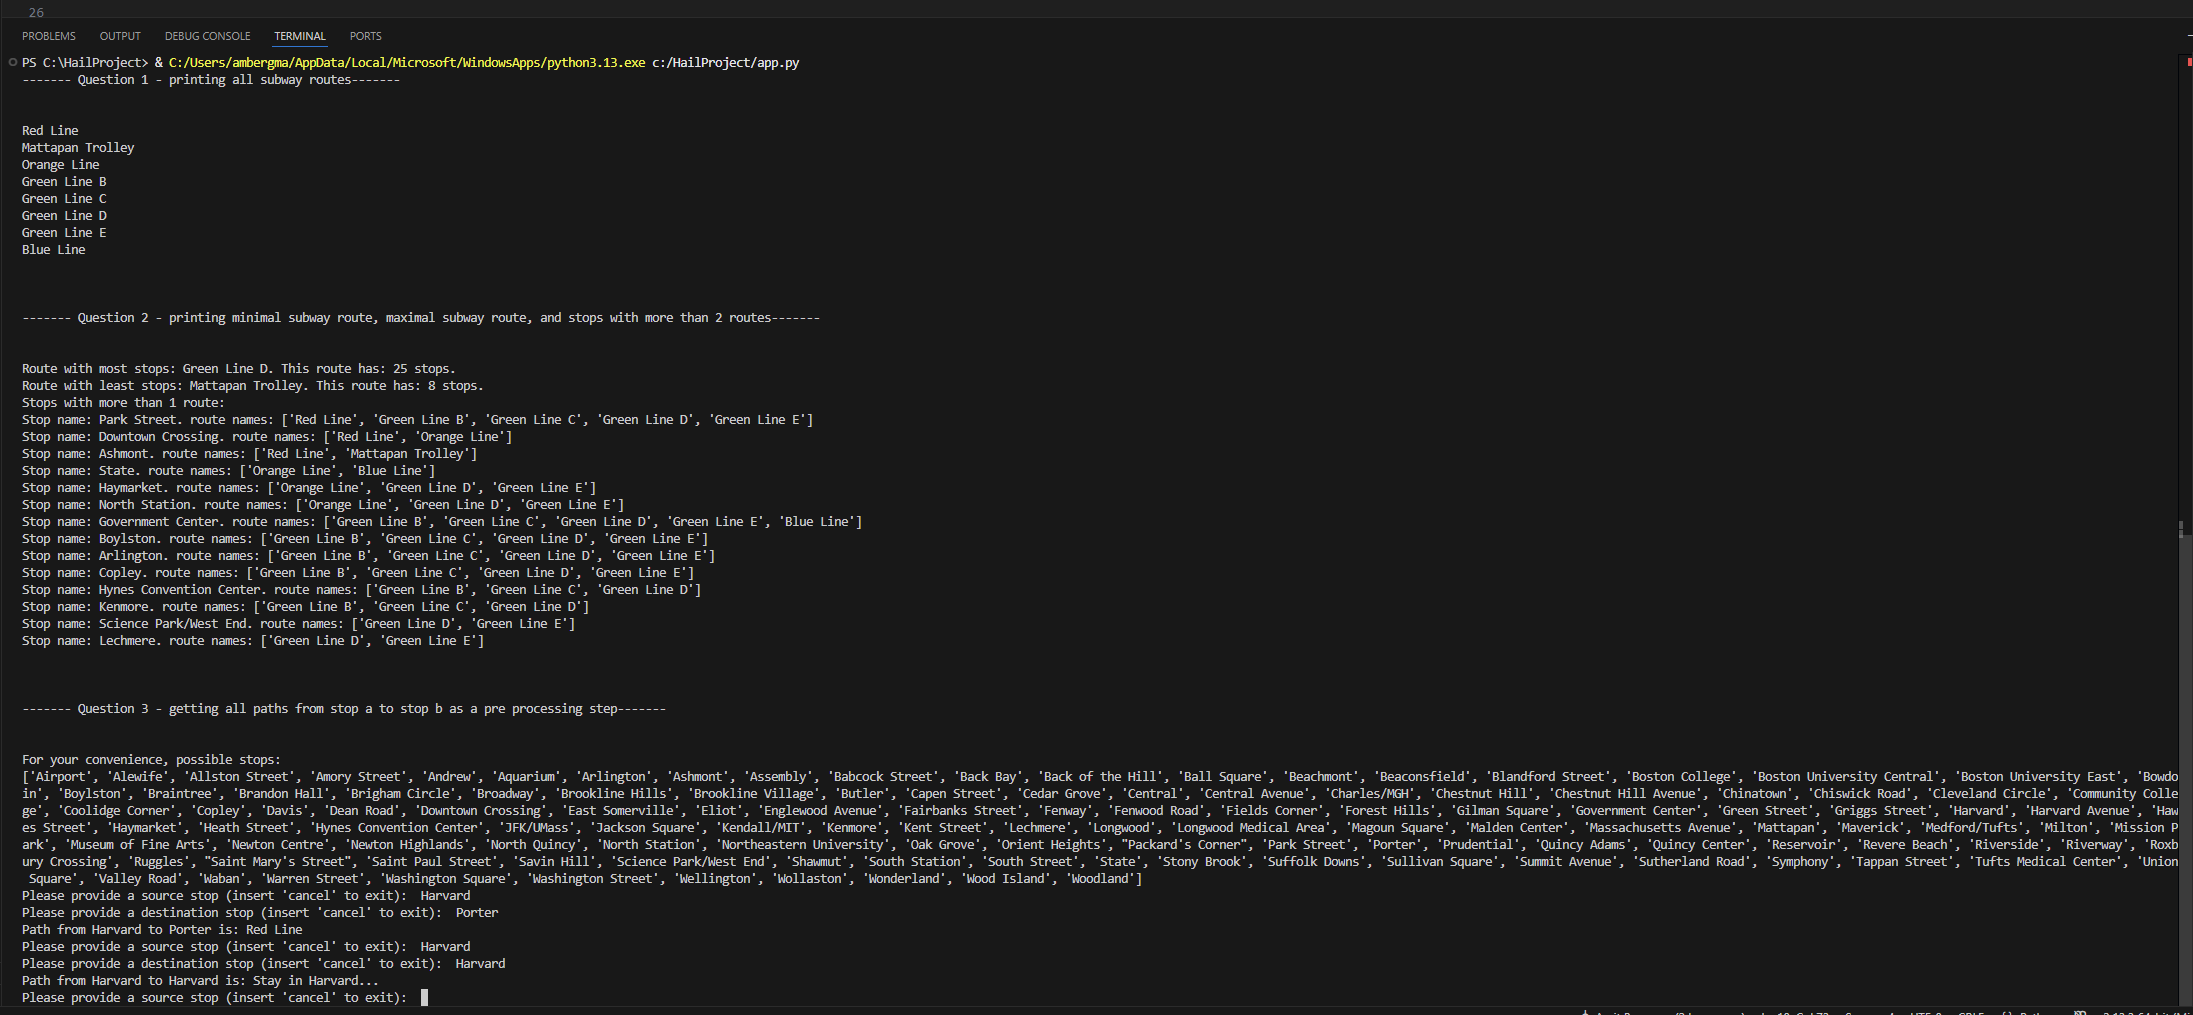 26
PROBLEMS OUTPUT DEBUG CONSOLE TERMINAL PORTS
PS C:\HailProject> & C:/Users/ambergma/AppData/Local/Microsoft/WindowsApps/python3.13.exe c:/HailProject/app.py
------- Question 1 - printing all subway routes-------
Red Line
Mattapan Trolley
Orange Line
Green Line B
Green Line C
Green Line D
Green Line E
Blue Line
------- Question 2 - printing minimal subway route, maximal subway route, and stops with more than 2 routes-------
Route with most stops: Green Line D. This route has: 25 stops.
Route with least stops: Mattapan Trolley. This route has: 8 stops.
Stops with more than 1 route:
Stop name: Park Street. route names: ['Red Line', 'Green Line B', 'Green Line C', 'Green Line D', 'Green Line E']
Stop name: Downtown Crossing. route names: ['Red Line', 'Orange Line']
Stop name: Ashmont. route names: ['Red Line', 'Mattapan Trolley']
Stop name: State. route names: ['Orange Line', 'Blue Line']
Stop name: Haymarket. route names: ['Orange Line', 'Green Line D', 'Green Line E']
Stop name: North Station. route names: ['Orange Line', 'Green Line D', 'Green Line E']
Stop name: Government Center. route names: ['Green Line B', 'Green Line C', 'Green Line D', 'Green Line E', 'Blue Line']
Stop name: Boylston. route names: ['Green Line B', 'Green Line C', 'Green Line D', 'Green Line E']
Stop name: Arlington. route names: ['Green Line B', 'Green Line C', 'Green Line D', 'Green Line E']
Stop name: Copley. route names: ['Green Line B', 'Green Line C', 'Green Line D', 'Green Line E']
Stop name: Hynes Convention Center. route names: ['Green Line B', 'Green Line C', 'Green Line D']
Stop name: Kenmore. route names: ['Green Line B', 'Green Line C', 'Green Line D']
Stop name: Science Park/West End. route names: ['Green Line D', 'Green Line E']
Stop name: Lechmere. route names: ['Green Line D', 'Green Line E']
------- Question 3 - getting all paths from stop a to stop b as a pre processing step-------
For your convenience, possible stops:
['Airport', 'Alewife', 'Allston Street', 'Amory Street', 'Andrew', 'Aquarium', 'Arlington', 'Ashmont', 'Assembly', 'Babcock Street', 'Back Bay', 'Back of the Hill', 'Ball Square', 'Beachmont', 'Beaconsfield', 'Blandford Street', 'Boston College', 'Boston University Central', 'Boston University East', 'Bowdo
in', 'Boylston', 'Braintree', 'Brandon Hall', 'Brigham Circle', 'Broadway', 'Brookline Hills', 'Brookline Village', 'Butler', 'Capen Street', 'Cedar Grove', 'Central', 'Central Avenue', 'Charles/MGH', 'Chestnut Hill', 'Chestnut Hill Avenue', 'Chinatown', 'Chiswick Road', 'Cleveland Circle', 'Community Colle
ge', 'Coolidge Corner', 'Copley', 'Davis', 'Dean Road', 'Downtown Crossing', 'East Somerville', 'Eliot', 'Englewood Avenue', 'Fairbanks Street', 'Fenway', 'Fenwood Road', 'Fields Corner', 'Forest Hills', 'Gilman Square', 'Government Center', 'Green Street', 'Griggs Street', 'Harvard', 'Harvard Avenue', 'Haw
es Street', 'Haymarket', 'Heath Street', 'Hynes Convention Center', 'JFK/UMass', 'Jackson Square', 'Kendall/MIT', 'Kenmore', 'Kent Street', 'Lechmere', 'Longwood', 'Longwood Medical Area', 'Magoun Square', 'Malden Center', 'Massachusetts Avenue', 'Mattapan', 'Maverick', 'Medford/Tufts', 'Milton', 'Mission P
ark', 'Museum of Fine Arts', 'Newton Centre', 'Newton Highlands', 'North Quincy', 'North Station', 'Northeastern University', 'Oak Grove', 'Orient Heights', "Packard's Corner", 'Park Street', 'Porter', 'Prudential', 'Quincy Adams', 'Quincy Center', 'Reservoir', 'Revere Beach', 'Riverside', 'Riverway', 'Roxb
ury Crossing', 'Ruggles', "Saint Mary's Street", 'Saint Paul Street', 'Savin Hill', 'Science Park/West End', 'Shawmut', 'South Station', 'South Street', 'State', 'Stony Brook', 'Suffolk Downs', 'Sullivan Square', 'Summit Avenue', 'Sutherland Road', 'Symphony', 'Tappan Street', 'Tufts Medical Center', 'Union
Square', 'Valley Road', 'Waban', 'Warren Street', 'Washington Square', 'Washington Street', 'Wellington', 'Wollaston', 'Wonderland', 'Wood Island', 'Woodland']
Please provide a source stop (insert 'cancel' to exit): Harvard
Please provide a destination stop (insert 'cancel' to exit): Porter
Path from Harvard to Porter is: Red Line
Please provide a source stop (insert 'cancel' to exit): Harvard
Please provide a destination stop (insert 'cancel' to exit): Harvard
Path from Harvard to Harvard is: Stay in Harvard...
Please provide a source stop (insert 'cancel' to exit):